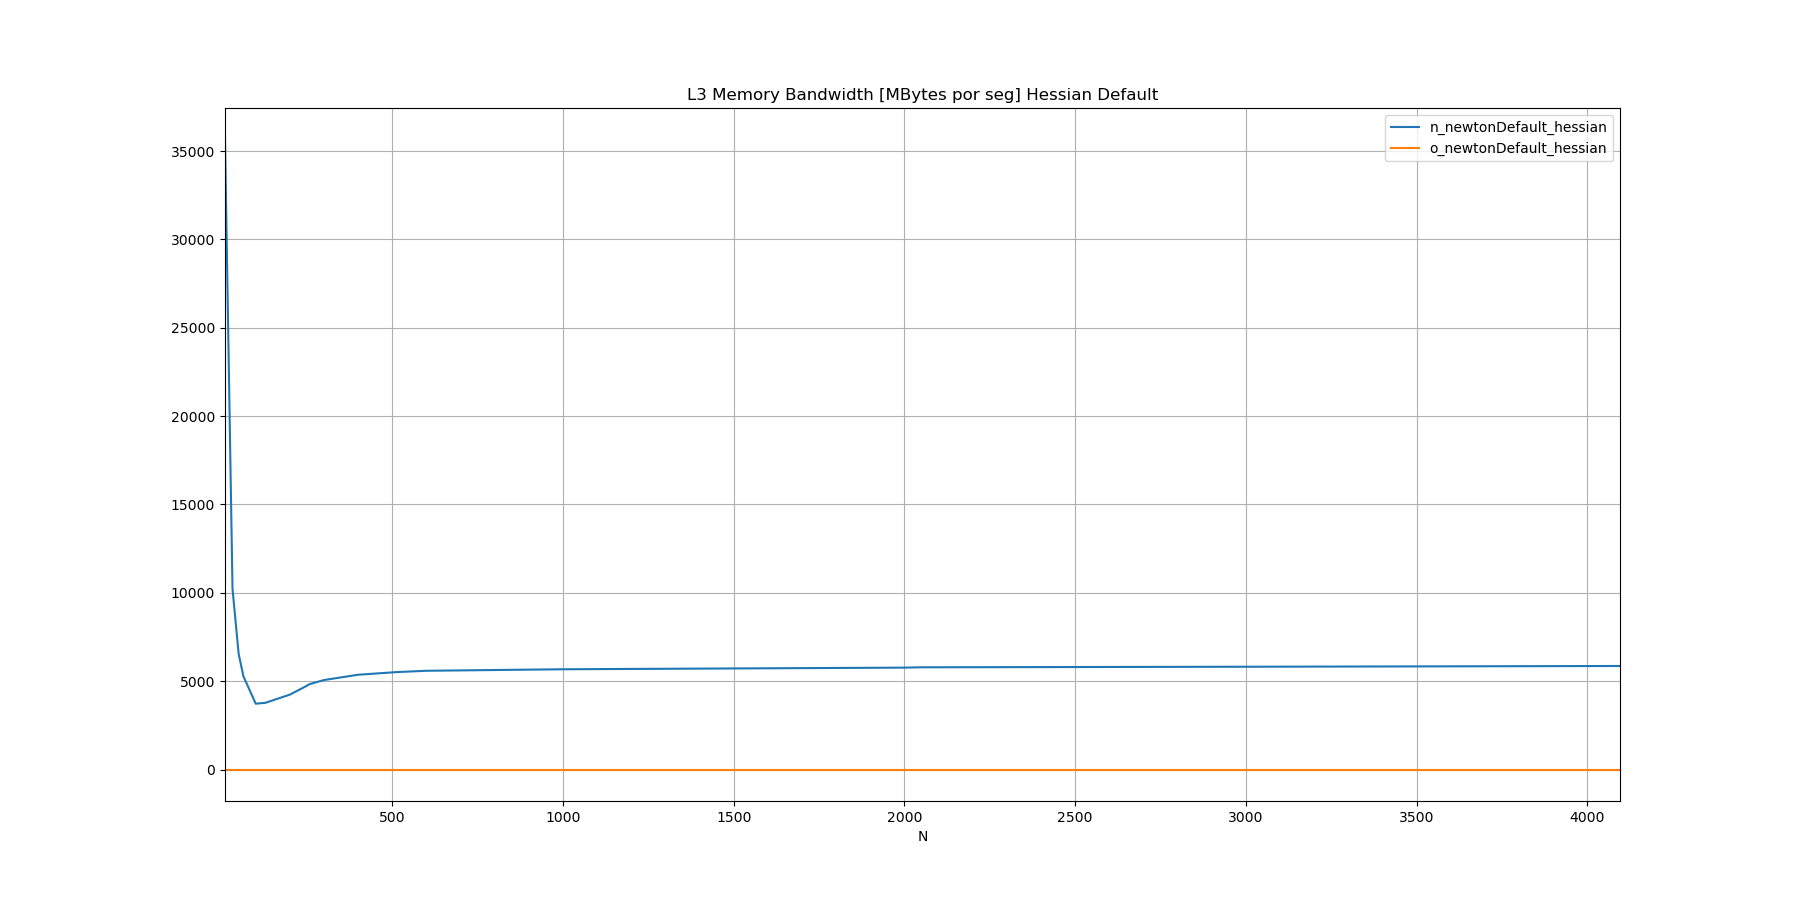 L3 Memory Bandwidth [MBytes por seg] Hessian Default
n_newtonDefault_hessian
o_newtonDefault_hessian
35000
30000
25000
20000
15000
10000
5000
0
500 1000 1500 2000 2500 3000 3500 4000
N